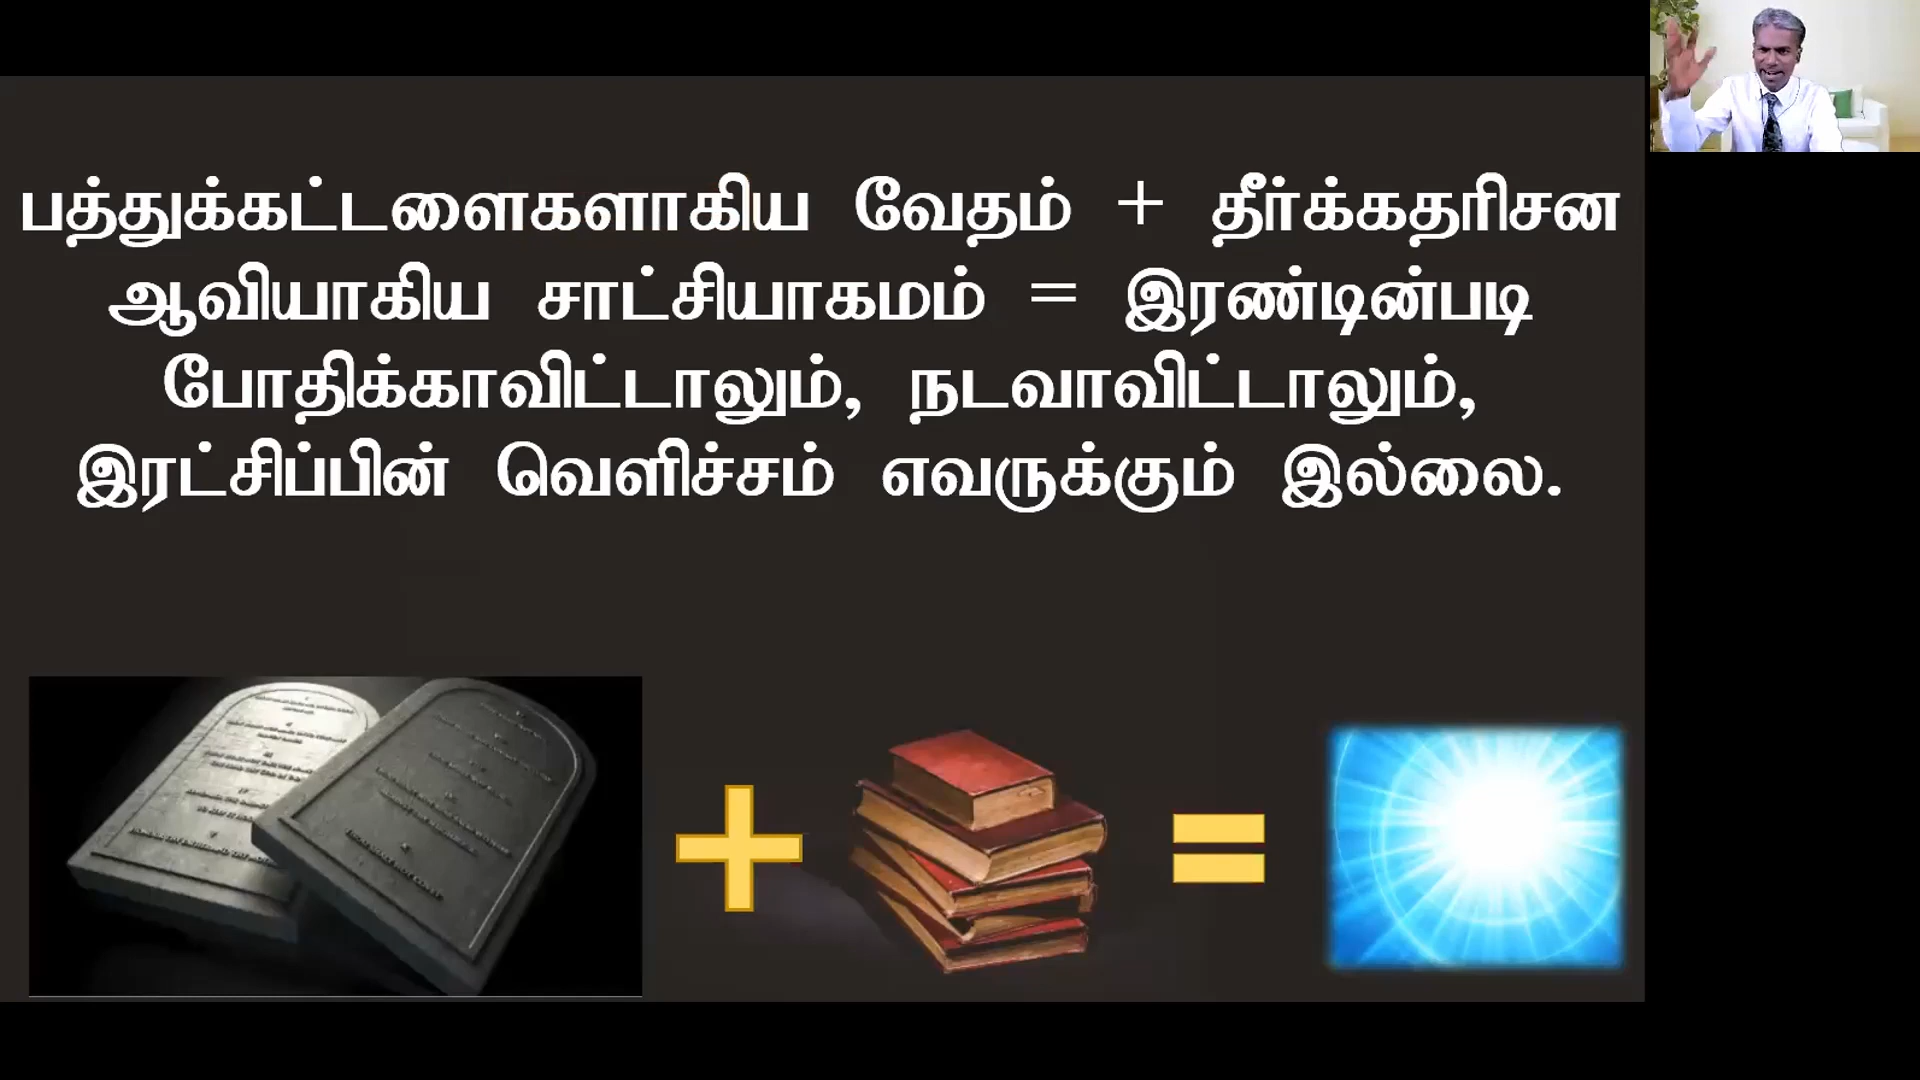 பத்துக்கட்டளைகளாகிய வேதம் + தீர்க்கதரிசன
ஆவியாகிய சாட்சியாகமம் = இரண்டின்படி
போதிக்காவிட்டாலும், நடவாவிட்டாலும்,
இரட்சிப்பின் வெளிச்சம் எவருக்கும் இல்லை.